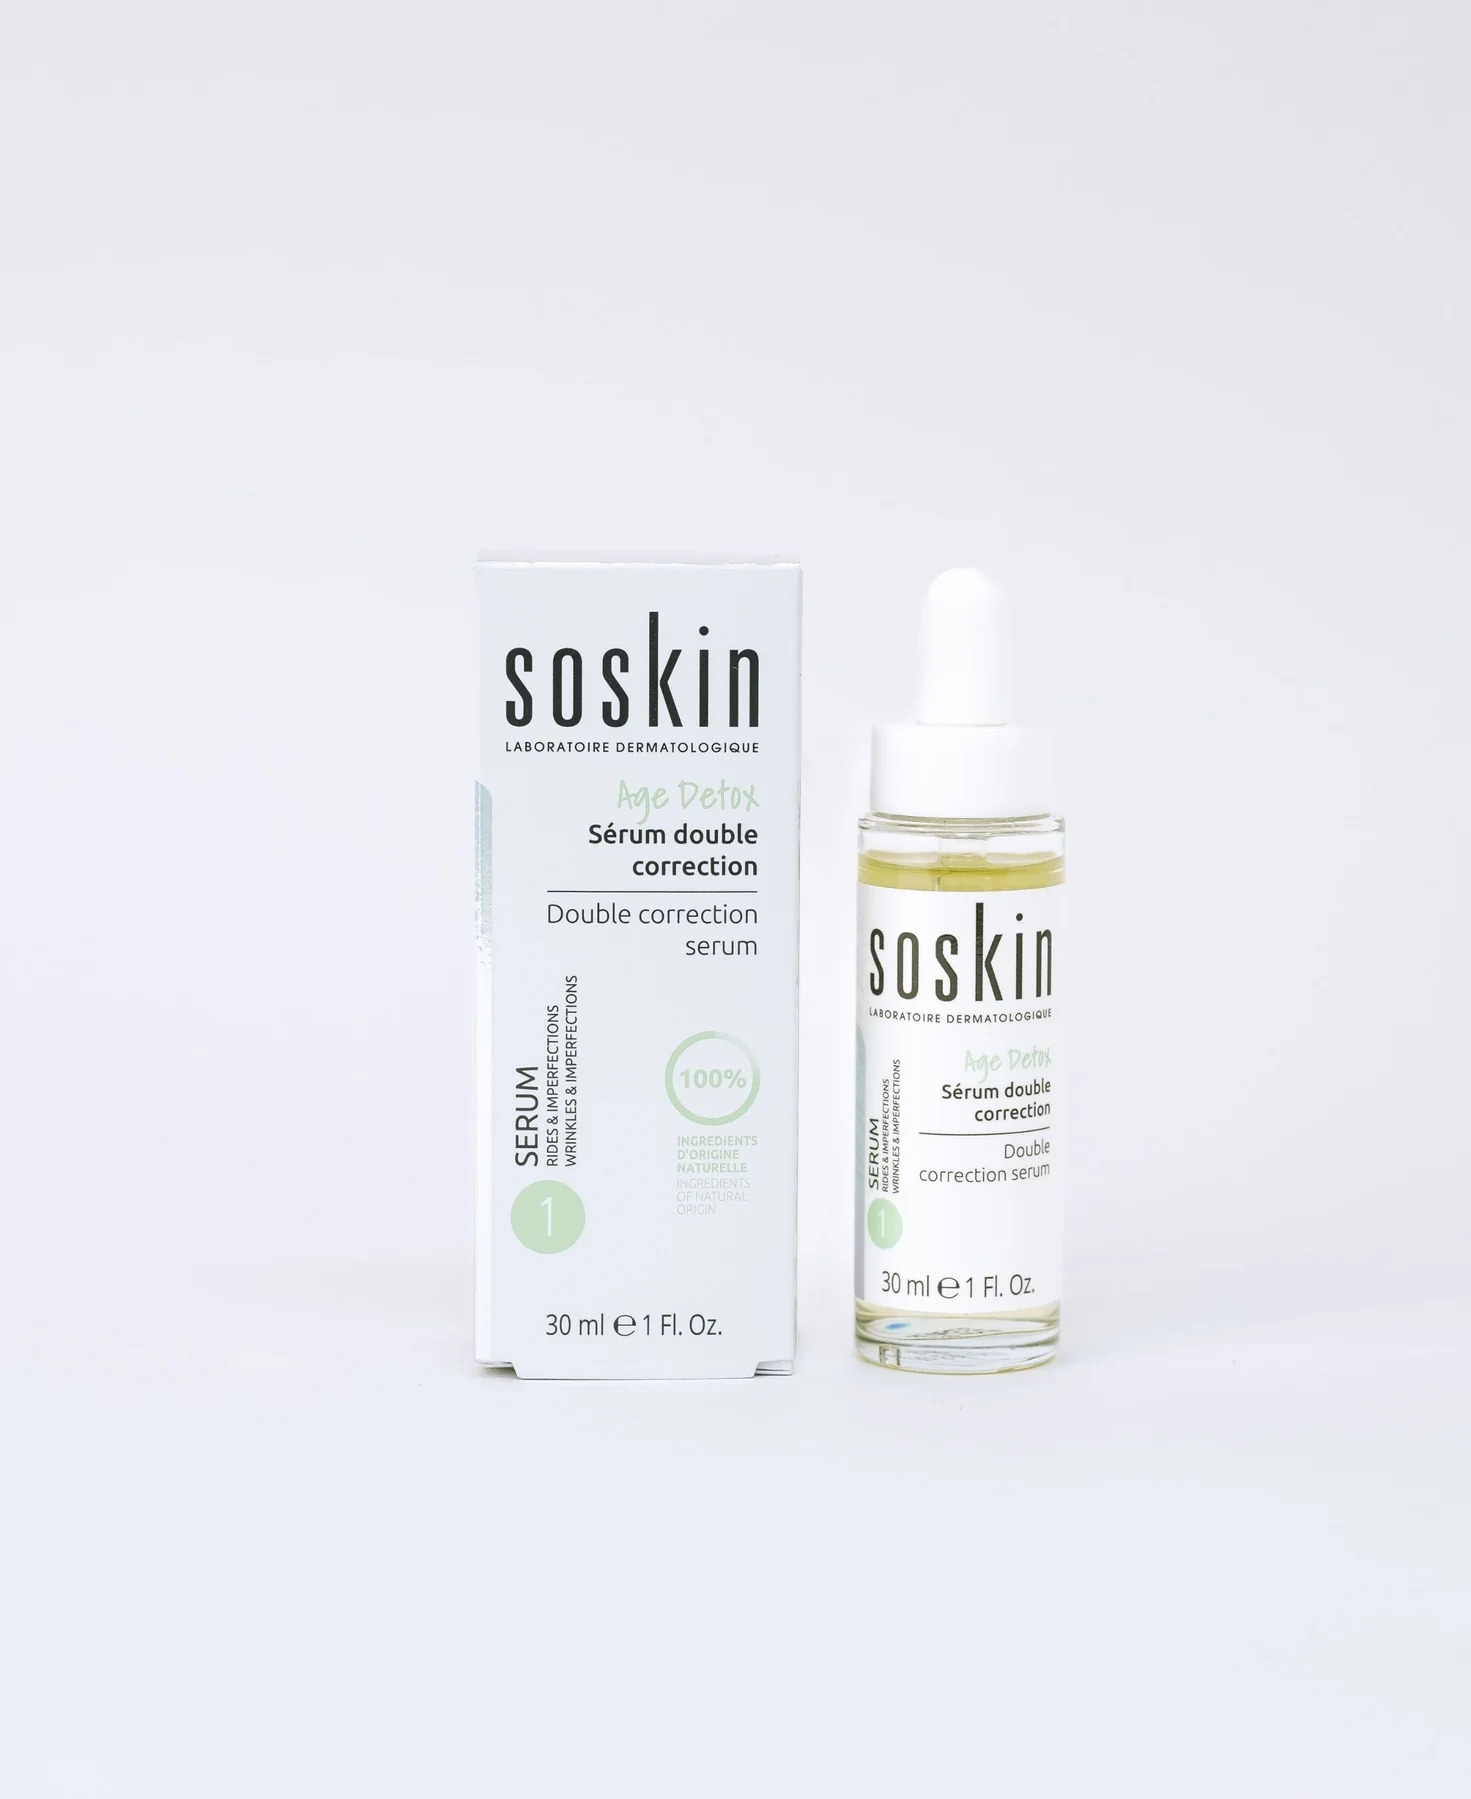 soskin
LABORATOIRE DERMATOLOGIQUE
Age Detox
Sérum double
correction
Double correction
serum
SERUM
RIDES & IMPERFECTIONS
WRINKLES & IMPERFECTIONS
1
100%
INGREDIENTS
D'ORIGINE
NATURELLE
INGREDIENTS
OF NATURAL
ORIGIN
30 ml ℮ 1 Fl. Oz.
soskin
LABORATOIRE DERMATOLOGIQUE
Age Detox
Sérum double
correction
Double
correction serum
SERUM
RIDES & IMPERFECTIONS
WRINKLES & IMPERFECTIONS
1
30 ml ℮ 1 Fl. Oz.